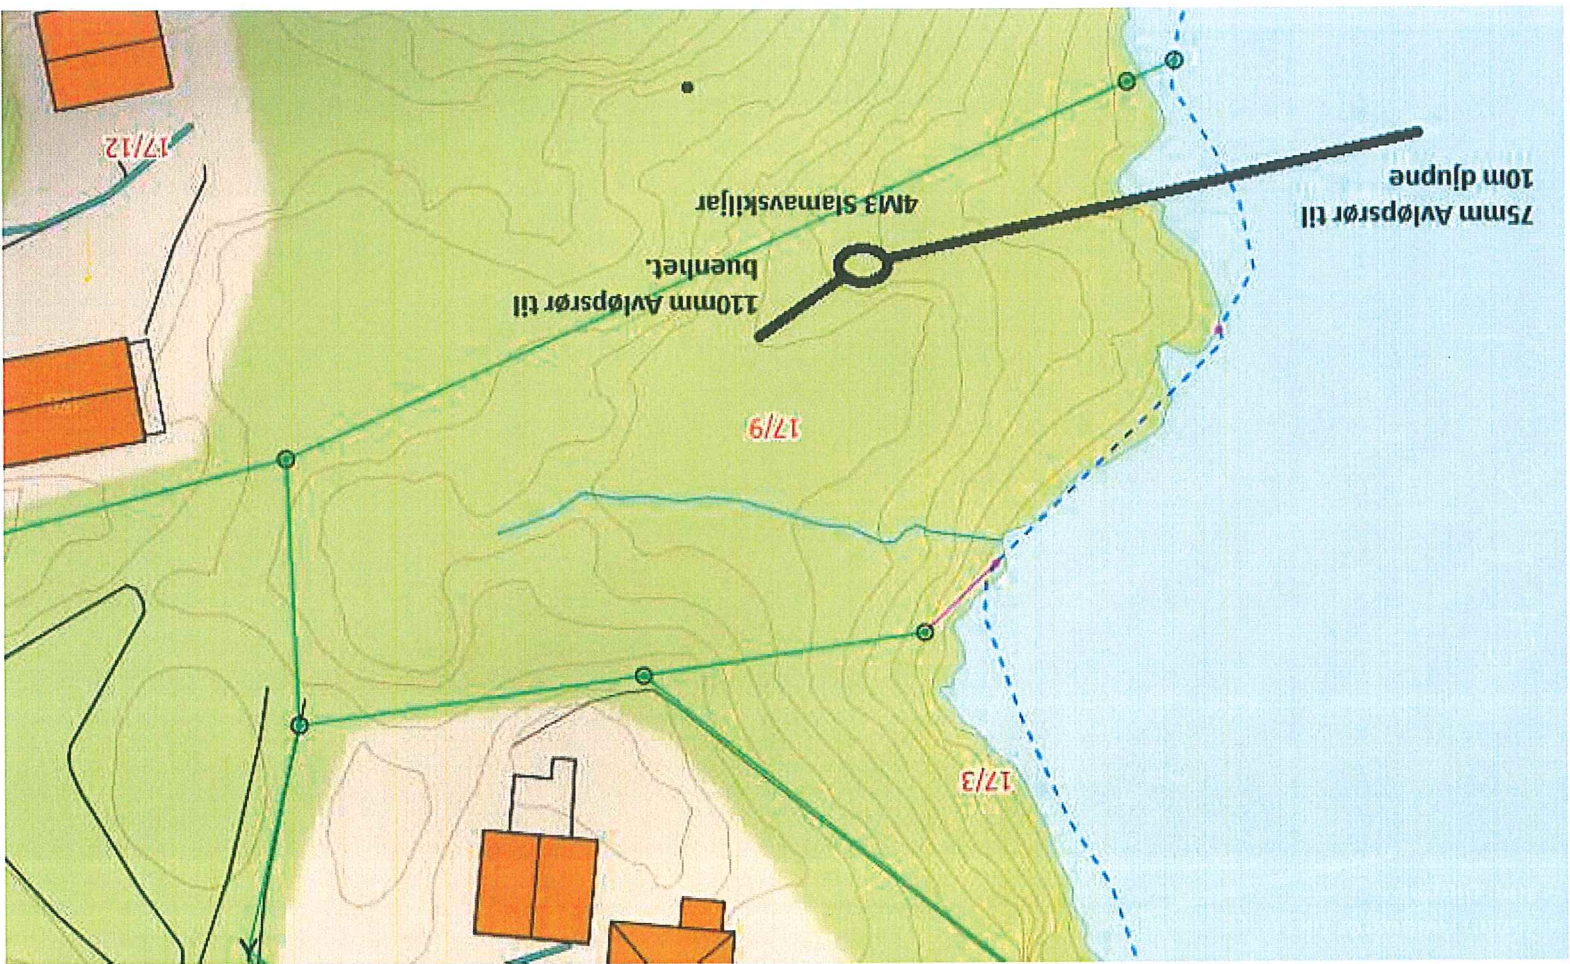 17/3
17/9
110mm Avløpsrør til
buenhet.
75mm Avløpsrør til
10m djupne
4M3 Slamavskiljar
17/12